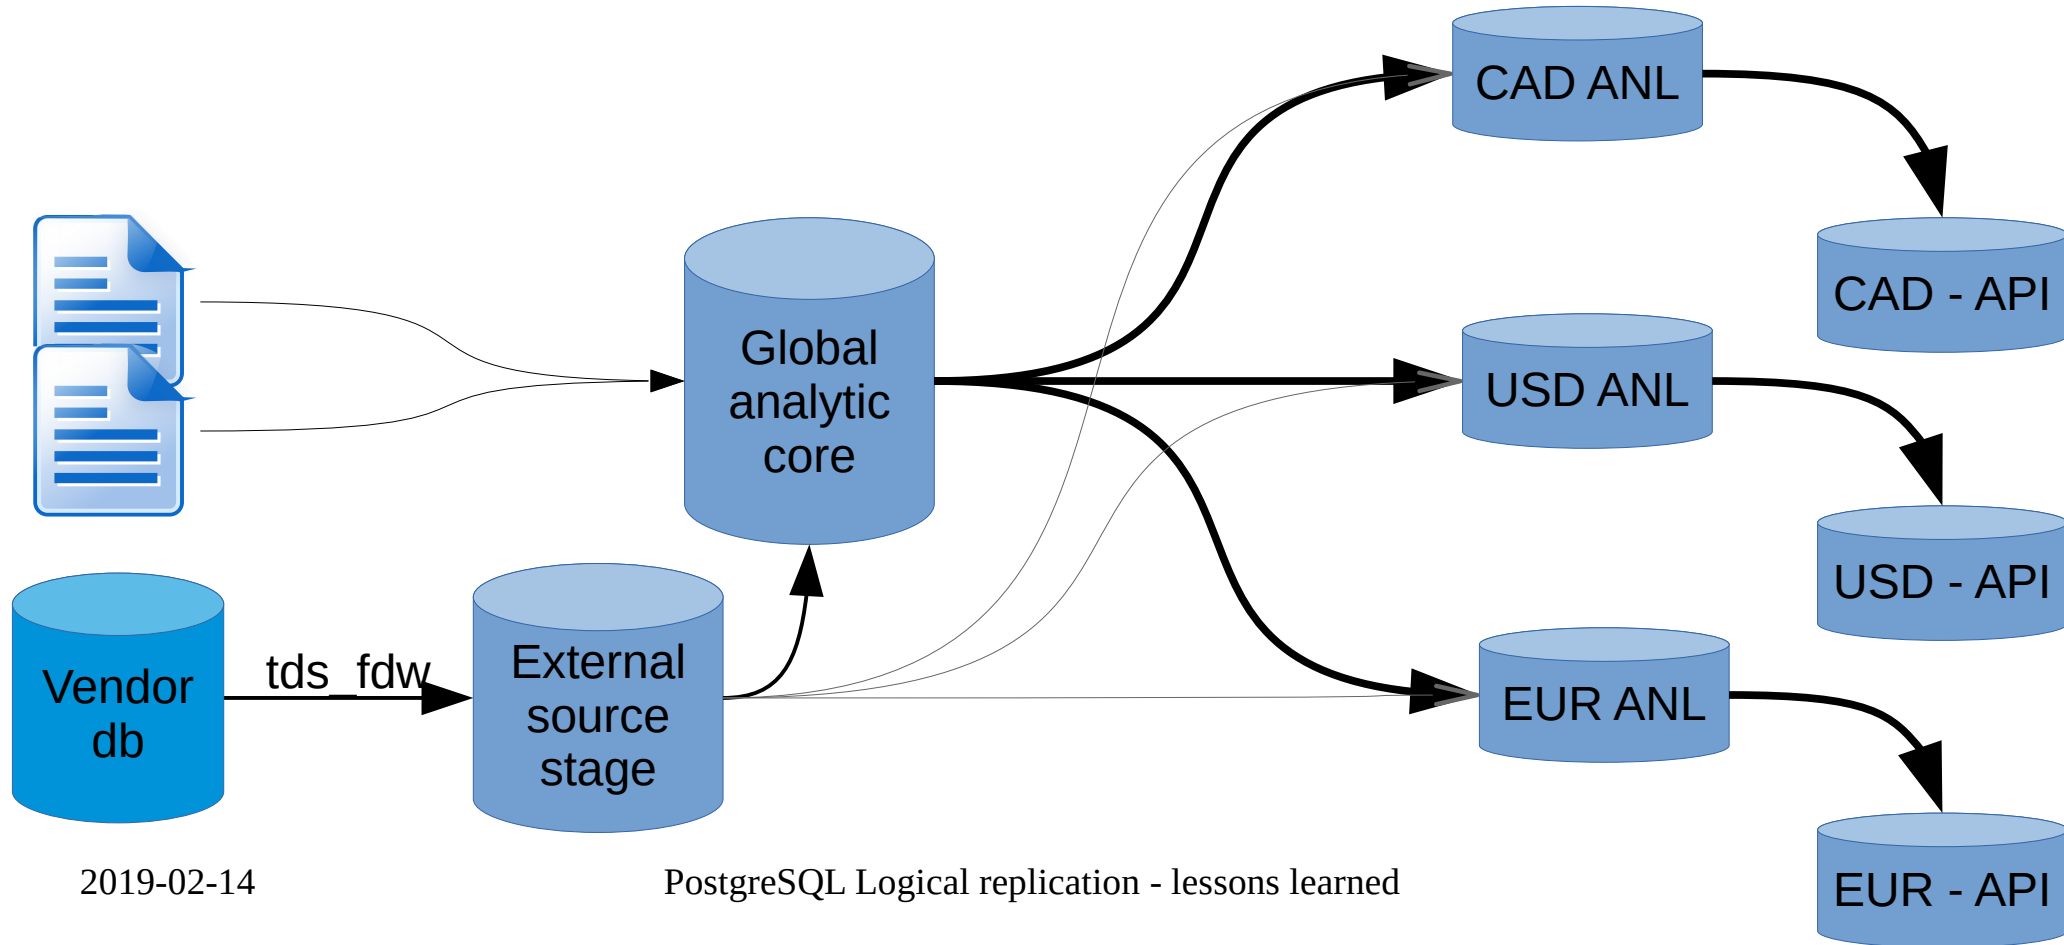 CAD ANL
CAD - API
Global
analytic
core
USD ANL
USD - API
Vendor
db
tds_fdw
External
source
stage
EUR ANL
EUR - API
2019-02-14
PostgreSQL Logical replication - lessons learned